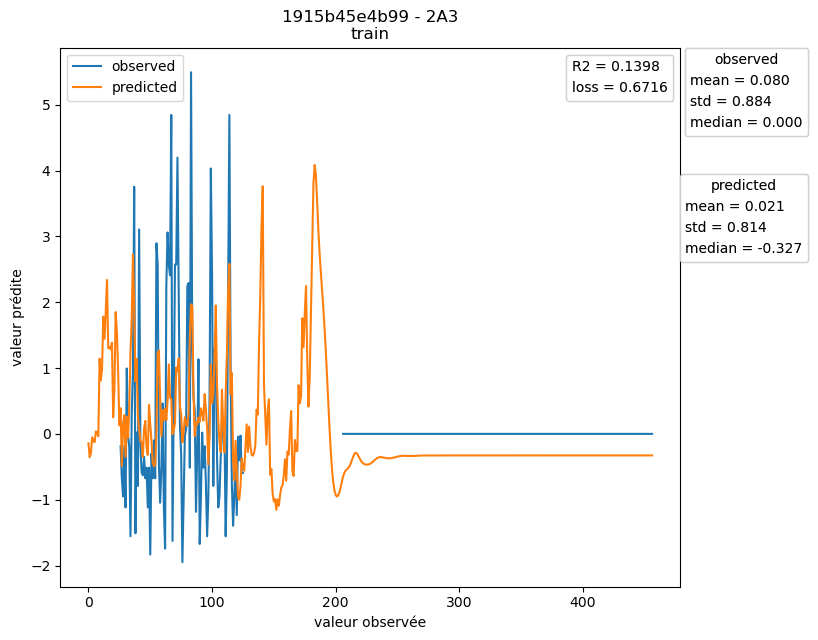 1915b45e4b99 - 2A3
train
observed
predicted
R2 = 0.1398
loss = 0.6716
observed
mean = 0.080
std = 0.884
median = 0.000
predicted
mean = 0.021
std = 0.814
median = -0.327
valeur prédite
5
4
3
2
1
0
−1
−2
0
100
200
300
400
valeur observée